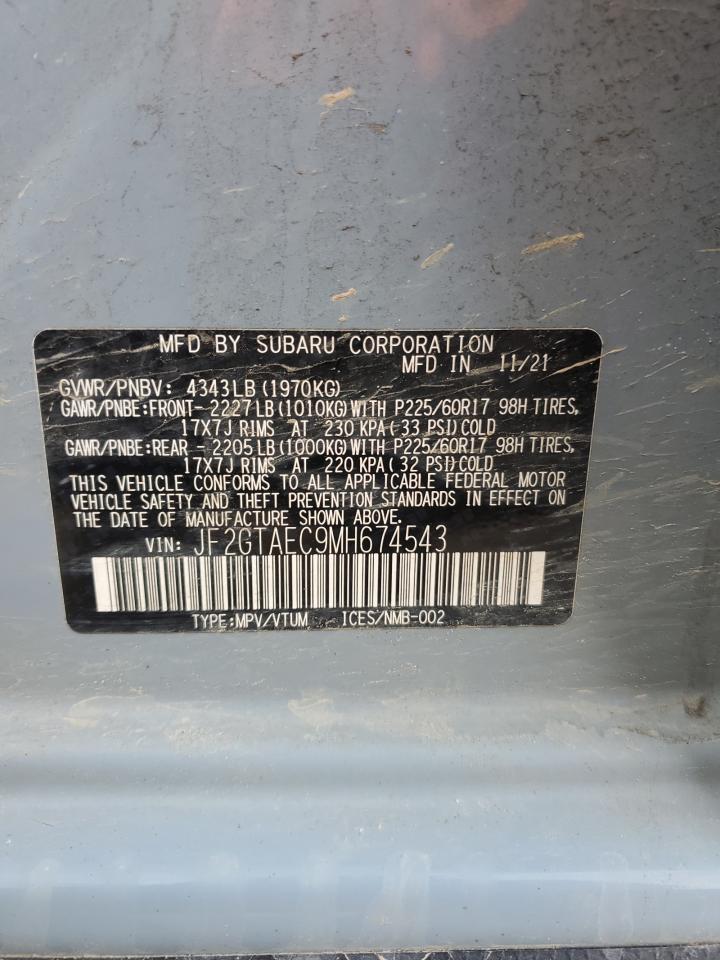 MFD BY SUBARU CORPORATION
MFD IN 11/21
GVWR/PNBV: 4343LB(1970KG)
GAWR/PNBE:FRONT- 2227LB(1010KG)WITH P225/60R17 98H TIRES,
17X7J RIMS AT 230 KPA(33 PSI)COLD
GAWR/PNBE:REAR - 2205LB(1000KG)WITH P225/60R17 98H TIRES,
17X7J RIMS AT 220 KPA(32 PSI)COLD
THIS VEHICLE CONFORMS TO ALL APPLICABLE FEDERAL MOTOR
VEHICLE SAFETY AND THEFT PREVENTION STANDARDS IN EFFECT ON
THE DATE OF MANUFACTURE SHOWN ABOVE.
VIN: JF2GTAEC9MH674543
TYPE:MPV/VTUM ICES/NMB-002